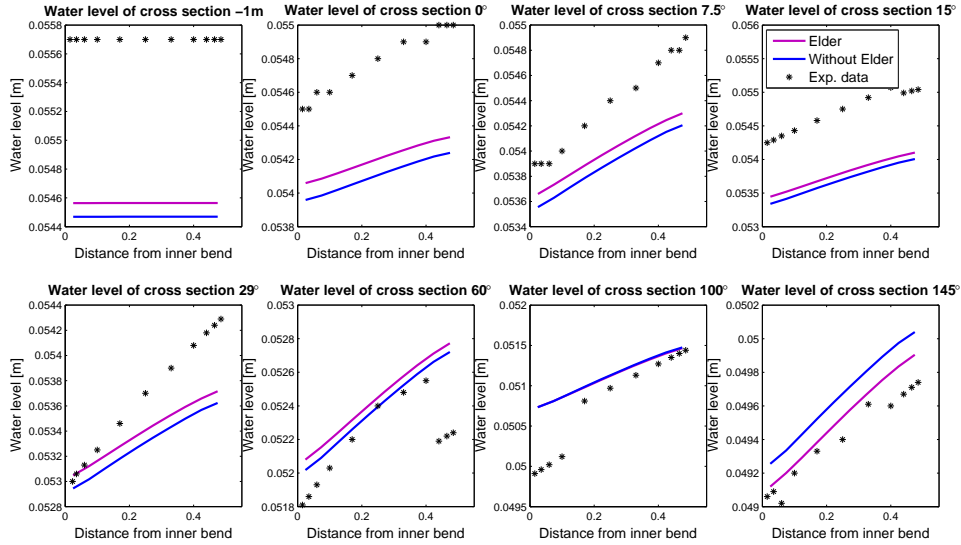 Water level of cross section −1m
Water level [m]
0.0558
0.0556
0.0554
0.0552
0.055
0.0548
0.0546
0.0544
0 0.2 0.4
Distance from inner bend
Water level of cross section 0°
Water level [m]
0.055
0.0548
0.0546
0.0544
0.0542
0.054
0.0538
0 0.2 0.4
Distance from inner bend
Water level of cross section 7.5°
Water level [m]
0.055
0.0548
0.0546
0.0544
0.0542
0.054
0.0538
0.0536
0.0534
0 0.2 0.4
Distance from inner bend
Water level of cross section 15°
Water level [m]
0.056
0.0555
0.055
0.0545
0.054
0.0535
0.053
0 0.2 0.4
Distance from inner bend
Elder
Without Elder
Exp. data
Water level of cross section 29°
Water level [m]
0.0544
0.0542
0.054
0.0538
0.0536
0.0534
0.0532
0.053
0.0528
0 0.2 0.4
Distance from inner bend
Water level of cross section 60°
Water level [m]
0.053
0.0528
0.0526
0.0524
0.0522
0.052
0.0518
0 0.2 0.4
Distance from inner bend
Water level of cross section 100°
Water level [m]
0.052
0.0515
0.051
0.0505
0.05
0.0495
0 0.2 0.4
Distance from inner bend
Water level of cross section 145°
Water level [m]
0.0502
0.05
0.0498
0.0496
0.0494
0.0492
0.049
0 0.2 0.4
Distance from inner bend